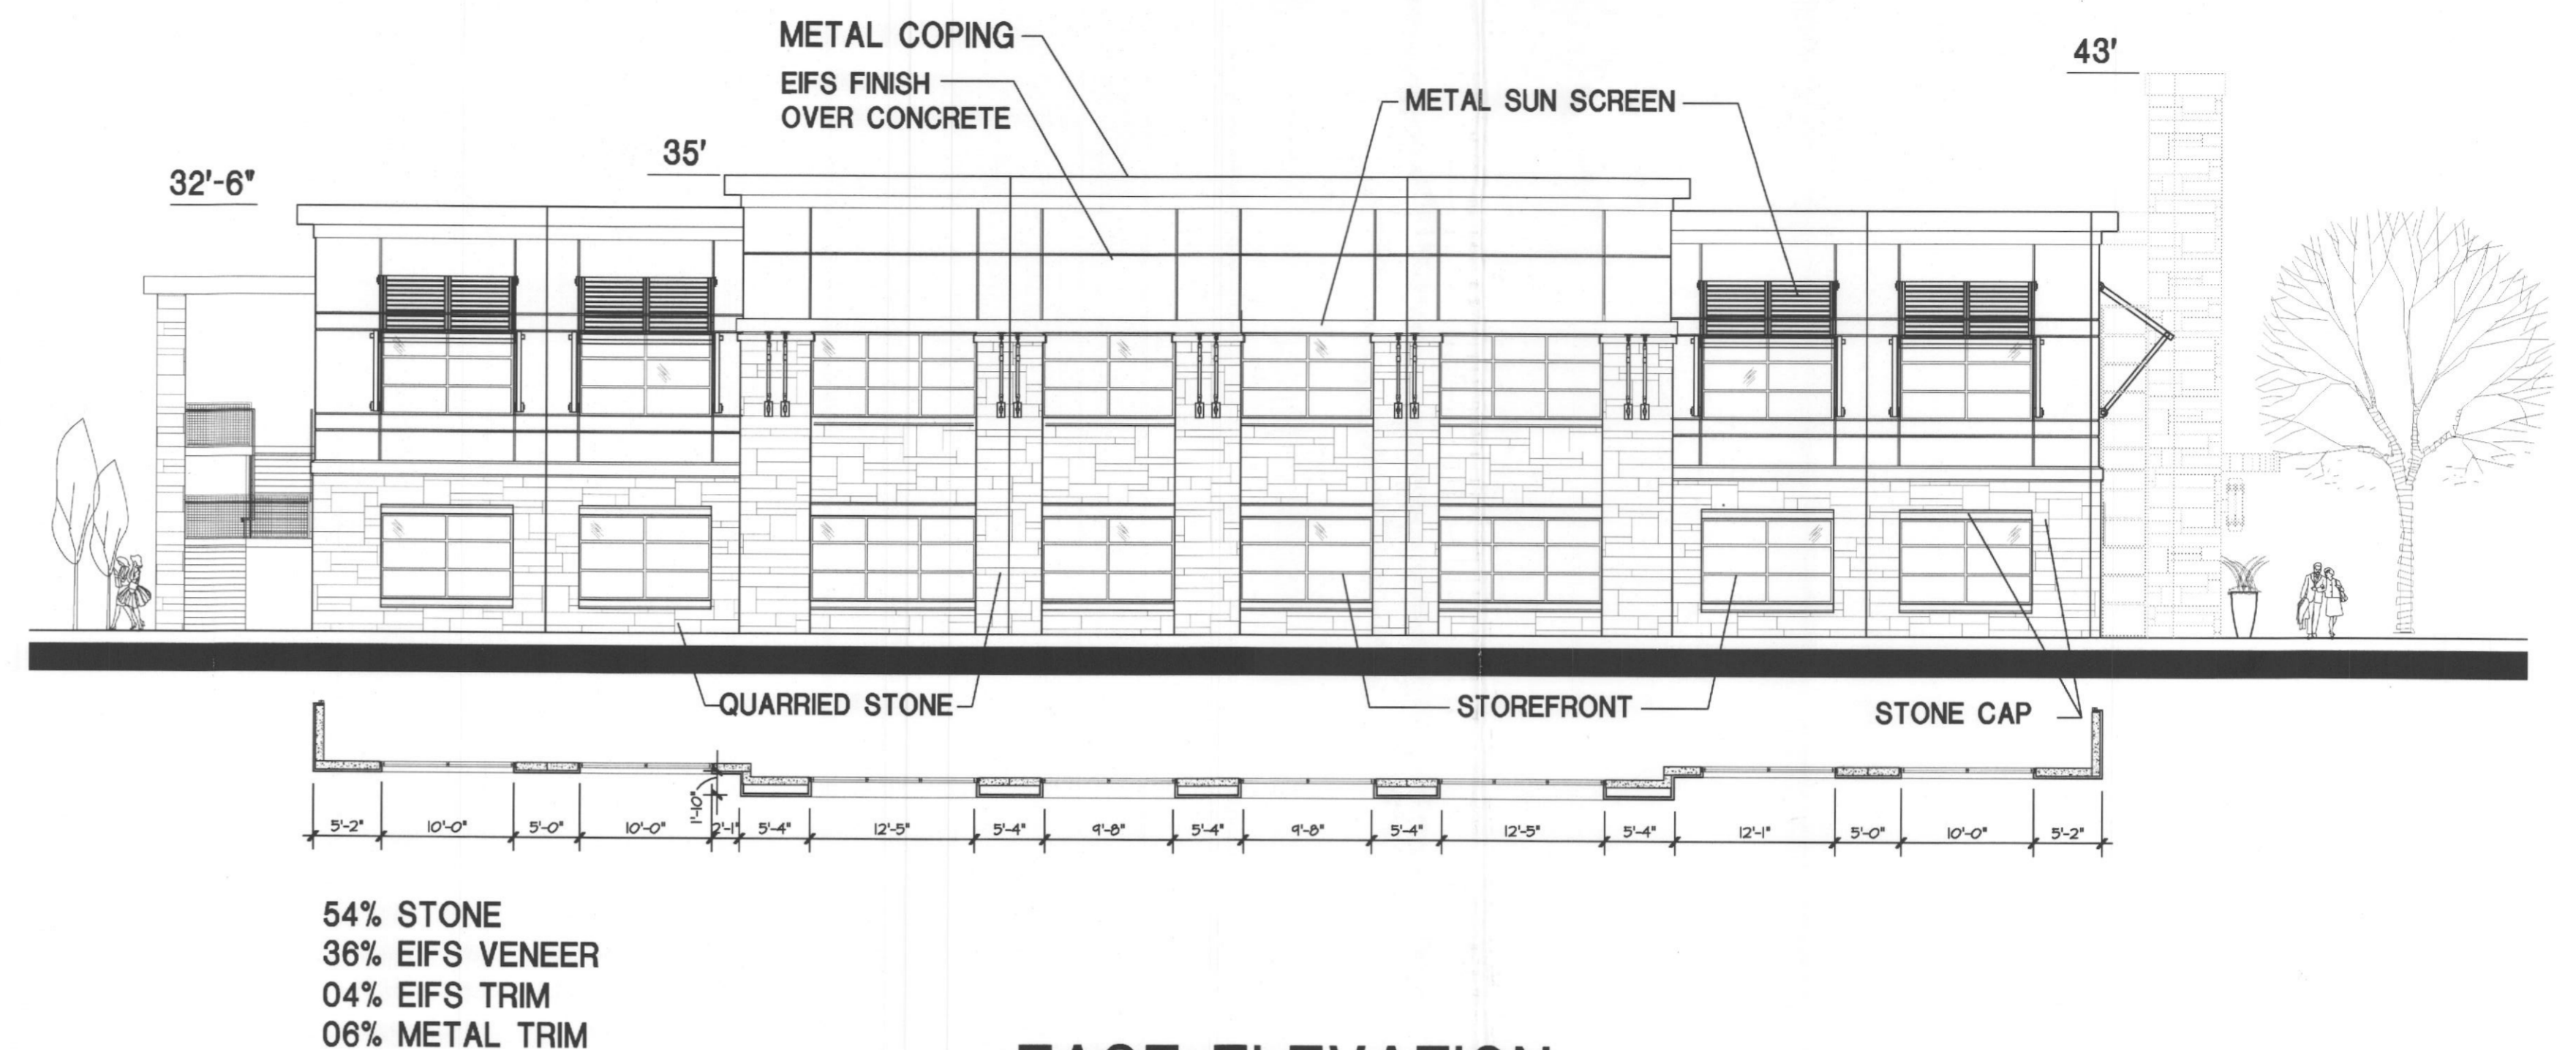 METAL COPING
EIFS FINISH
OVER CONCRETE
METAL SUN SCREEN
43'
35'
32'-6"
QUARRIED STONE
STOREFRONT
STONE CAP
1'-10"
5'-2" 10'-0" 5'-0" 10'-0" 2'-1" 5'-4" 12'-5" 5'-4" 9'-8" 5'-4" 9'-8" 5'-4" 12'-5" 5'-4" 12'-1" 5'-0" 10'-0" 5'-2"
54% STONE
36% EIFS VENEER
04% EIFS TRIM
06% METAL TRIM
EAST ELEVATION